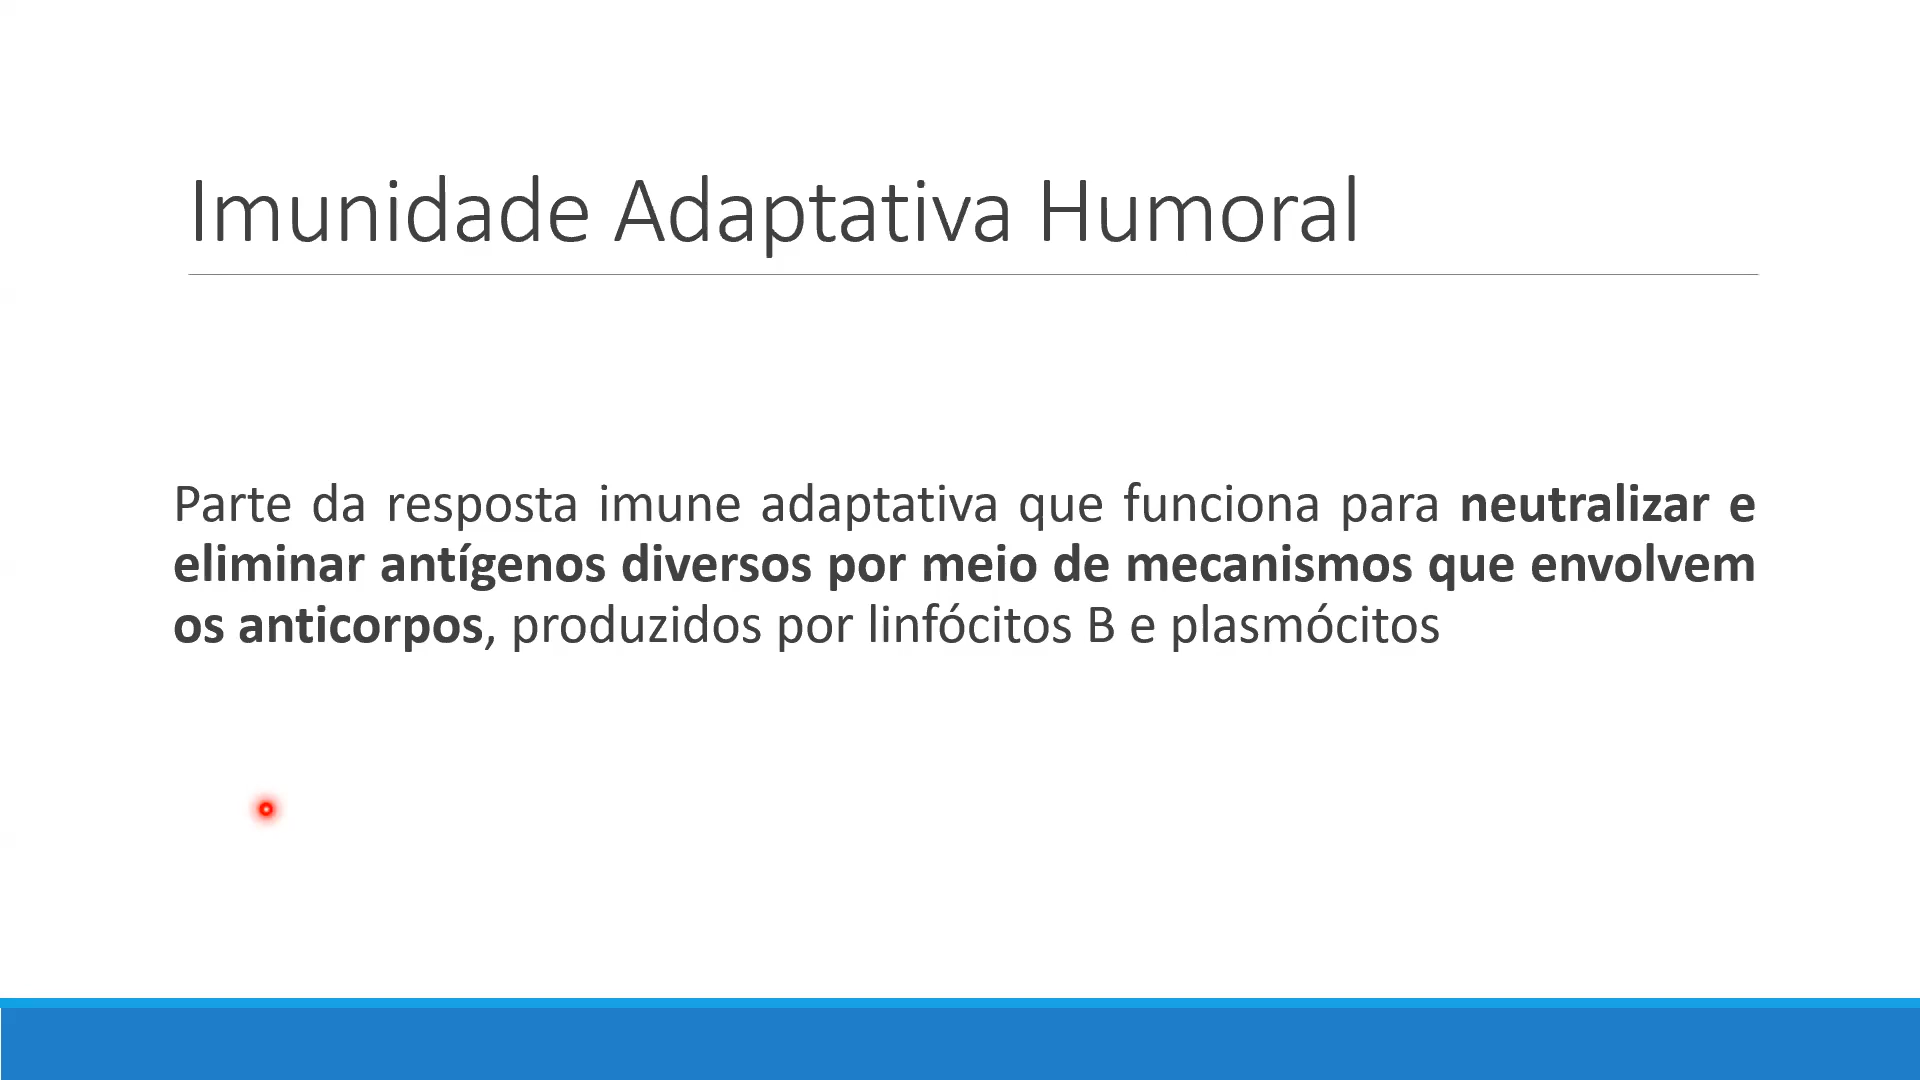 Imunidade Adaptativa Humoral
Parte da resposta imune adaptativa que funciona para neutralizar e
eliminar antígenos diversos por meio de mecanismos que envolvem
os anticorpos, produzidos por linfócitos B e plasmócitos